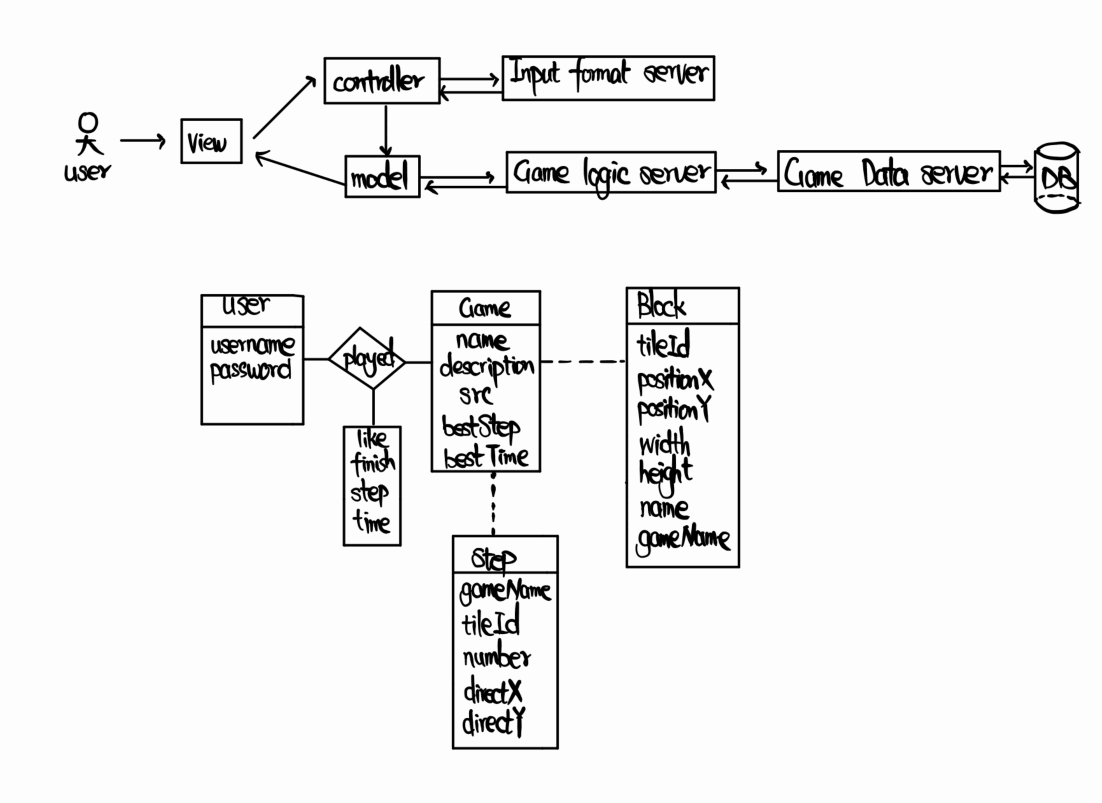 controller
Input format server
user
View
model
Game logic server
Game Data server
DB
user
username
password
played
like
finish
step
time
Game
name
description
src
bestStep
bestTime
Block
tileId
positionX
positionY
width
height
name
gameName
step
gameName
tileId
number
directX
directY